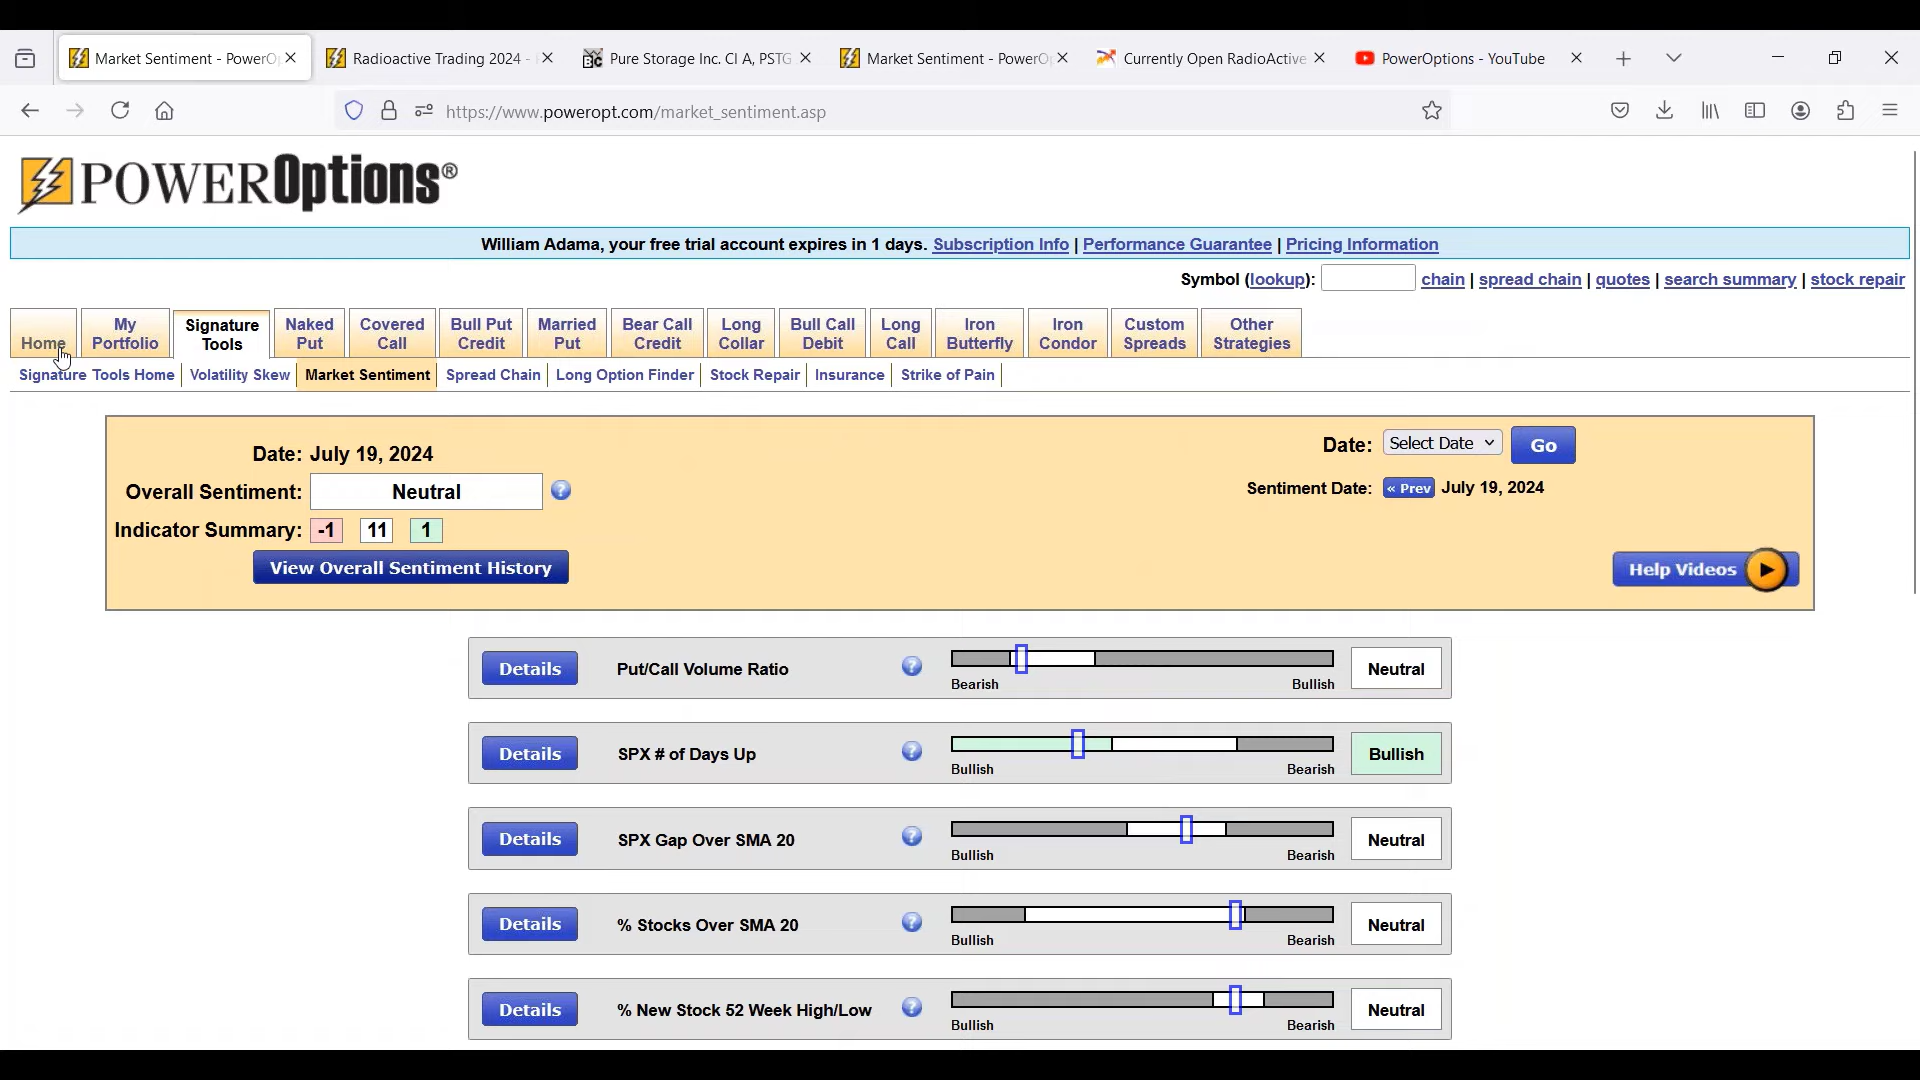 Market Sentiment - PowerO
Radioactive Trading 2024 -
Pure Storage Inc. Cl A, PSTG
Market Sentiment - PowerO
Currently Open RadioActive
PowerOptions - YouTube
https://www.poweropt.com/market_sentiment.asp
POWEROptions®
William Adama, your free trial account expires in 1 days. Subscription Info | Performance Guarantee | Pricing Information
Symbol (lookup): chain | spread chain | quotes | search summary | stock repair
Home
My Portfolio
Signature Tools
Naked Put
Covered Call
Bull Put Credit
Married Put
Bear Call Credit
Long Collar
Bull Call Debit
Long Call
Iron Butterfly
Iron Condor
Custom Spreads
Other Strategies
Signature Tools Home | Volatility Skew | Market Sentiment | Spread Chain | Long Option Finder | Stock Repair | Insurance | Strike of Pain
Date: July 19, 2024
Overall Sentiment: Neutral ?
Indicator Summary: -1 11 1
View Overall Sentiment History
Date: Select Date Go
Sentiment Date: « Prev July 19, 2024
Help Videos
Details Put/Call Volume Ratio ? Neutral
Bearish Bullish
Details SPX # of Days Up ? Bullish
Bullish Bearish
Details SPX Gap Over SMA 20 ? Neutral
Bullish Bearish
Details % Stocks Over SMA 20 ? Neutral
Bullish Bearish
Details % New Stock 52 Week High/Low ? Neutral
Bullish Bearish